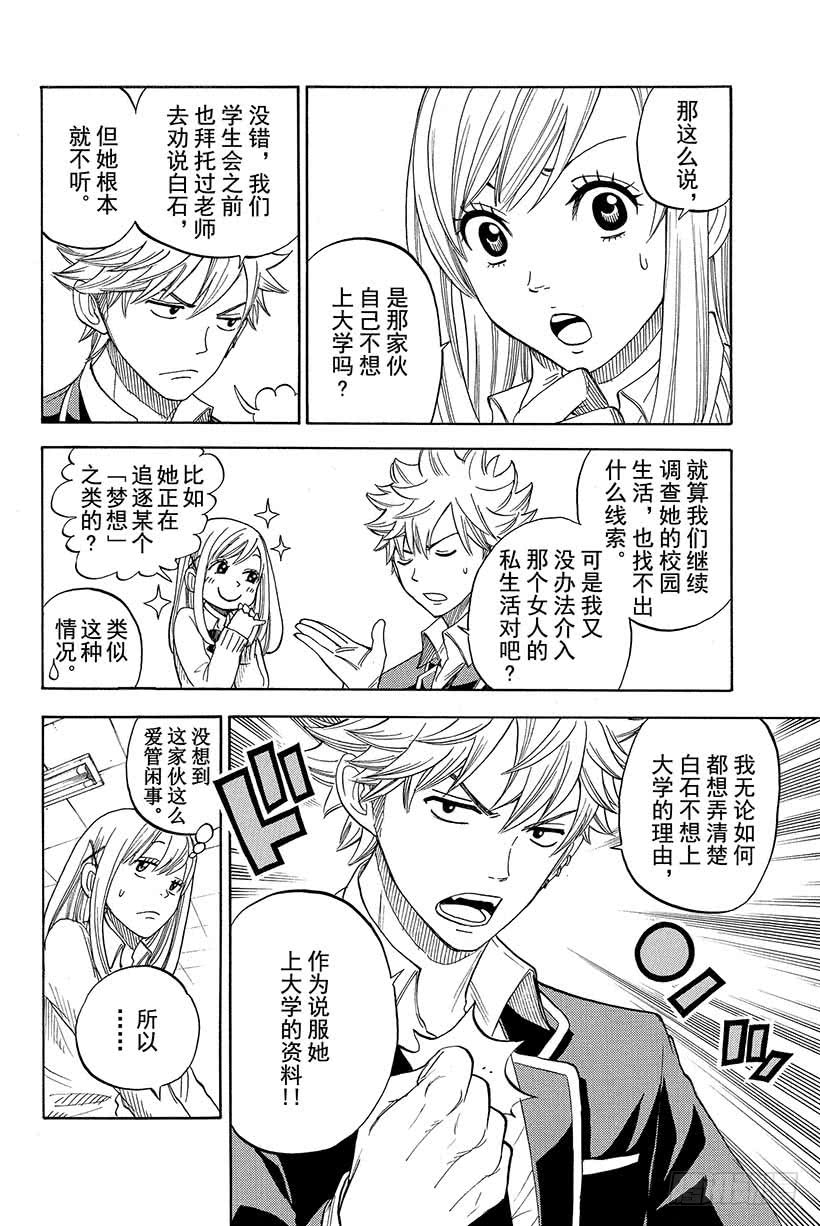 那这么说，
是那家伙
自己不想
上大学吗？
没错，我们
学生会之前
也拜托过老师
去劝说白石，
但她根本
就不听。
就算我们继续
调查她的校园
生活，也找不出
什么线索。
可是我又
没办法介入
那个女人的
私生活对吧？
比如
她正在
追逐某个
「梦想」
之类的？
类似
这种
情况。
我无论如何
都想弄清楚
白石不想上
大学的理由，
作为说服她
上大学的资料!!
ドドン
没想到
这家伙这么
爱管闲事。
所以
……